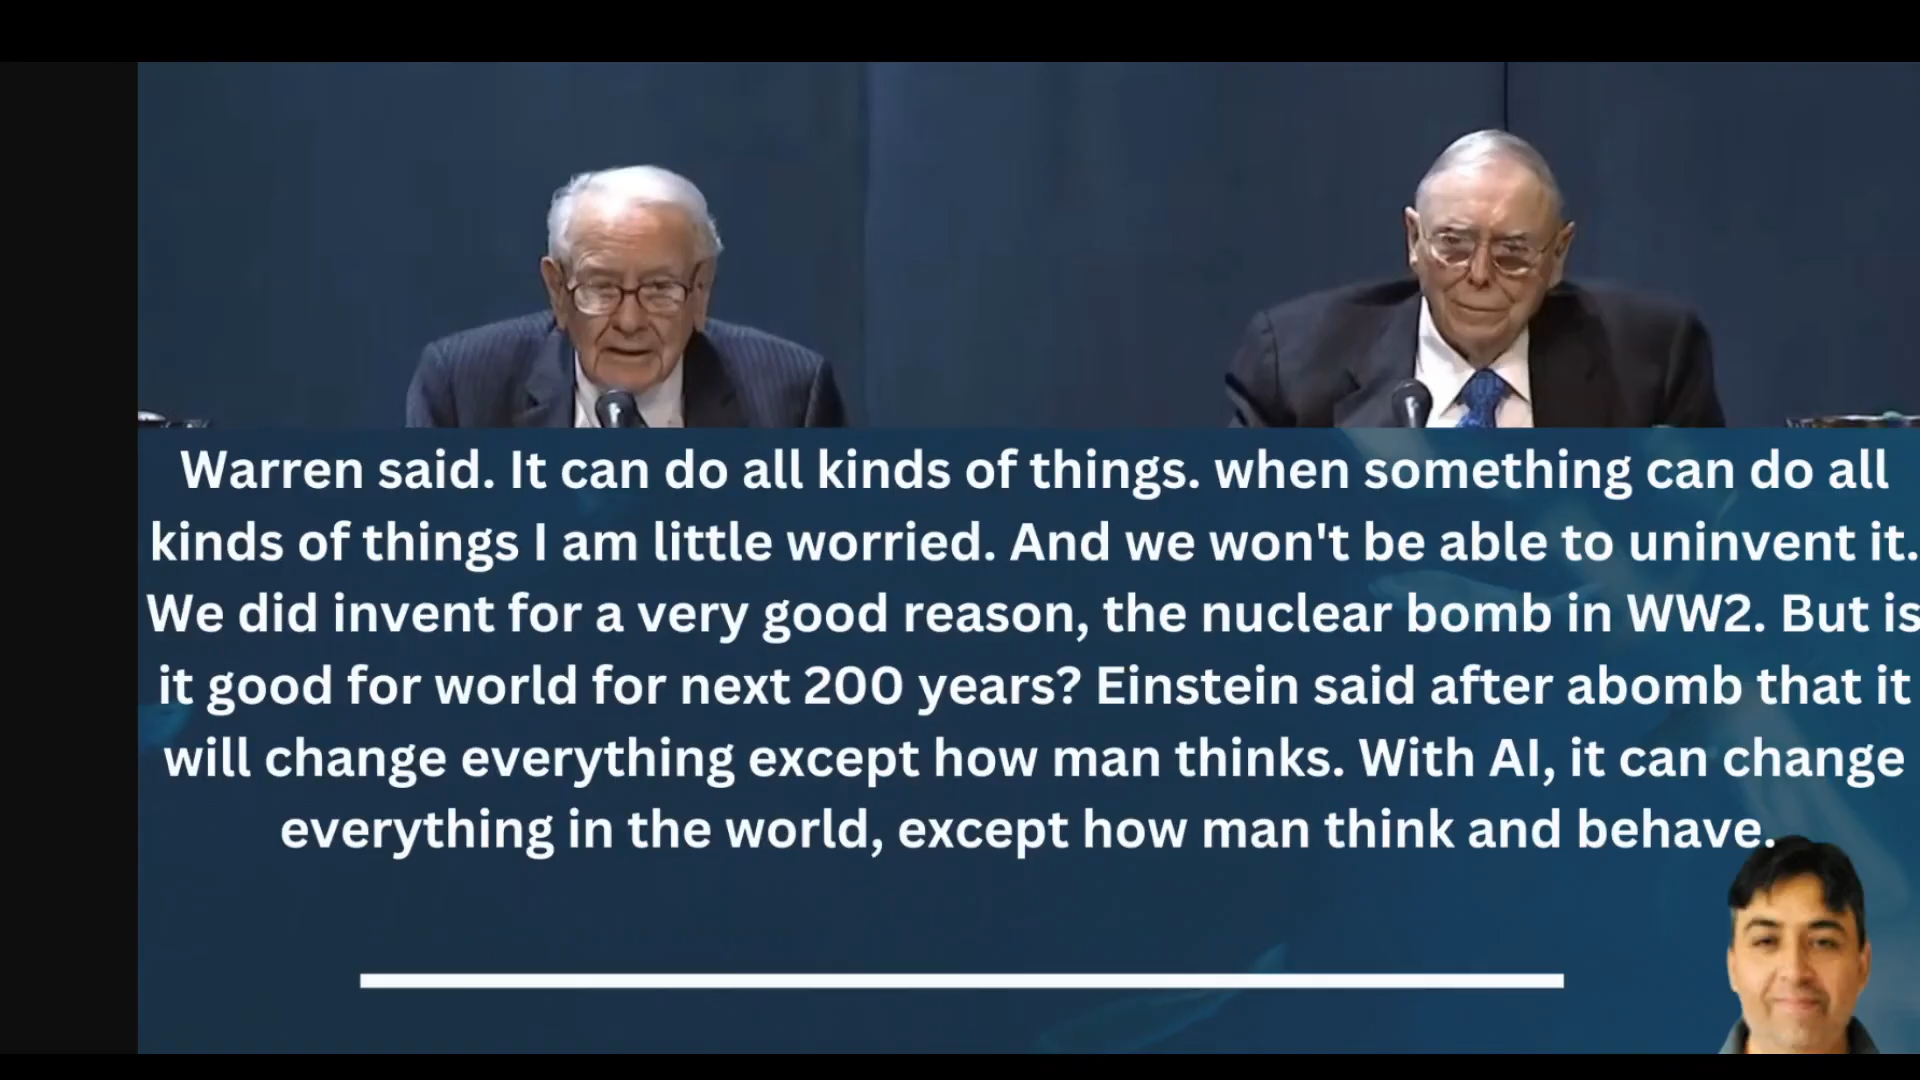 Warren said. It can do all kinds of things. when something can do all
kinds of things I am little worried. And we won't be able to uninvent it.
We did invent for a very good reason, the nuclear bomb in WW2. But is
it good for world for next 200 years? Einstein said after abomb that it
will change everything except how man thinks. With AI, it can change
everything in the world, except how man think and behave.